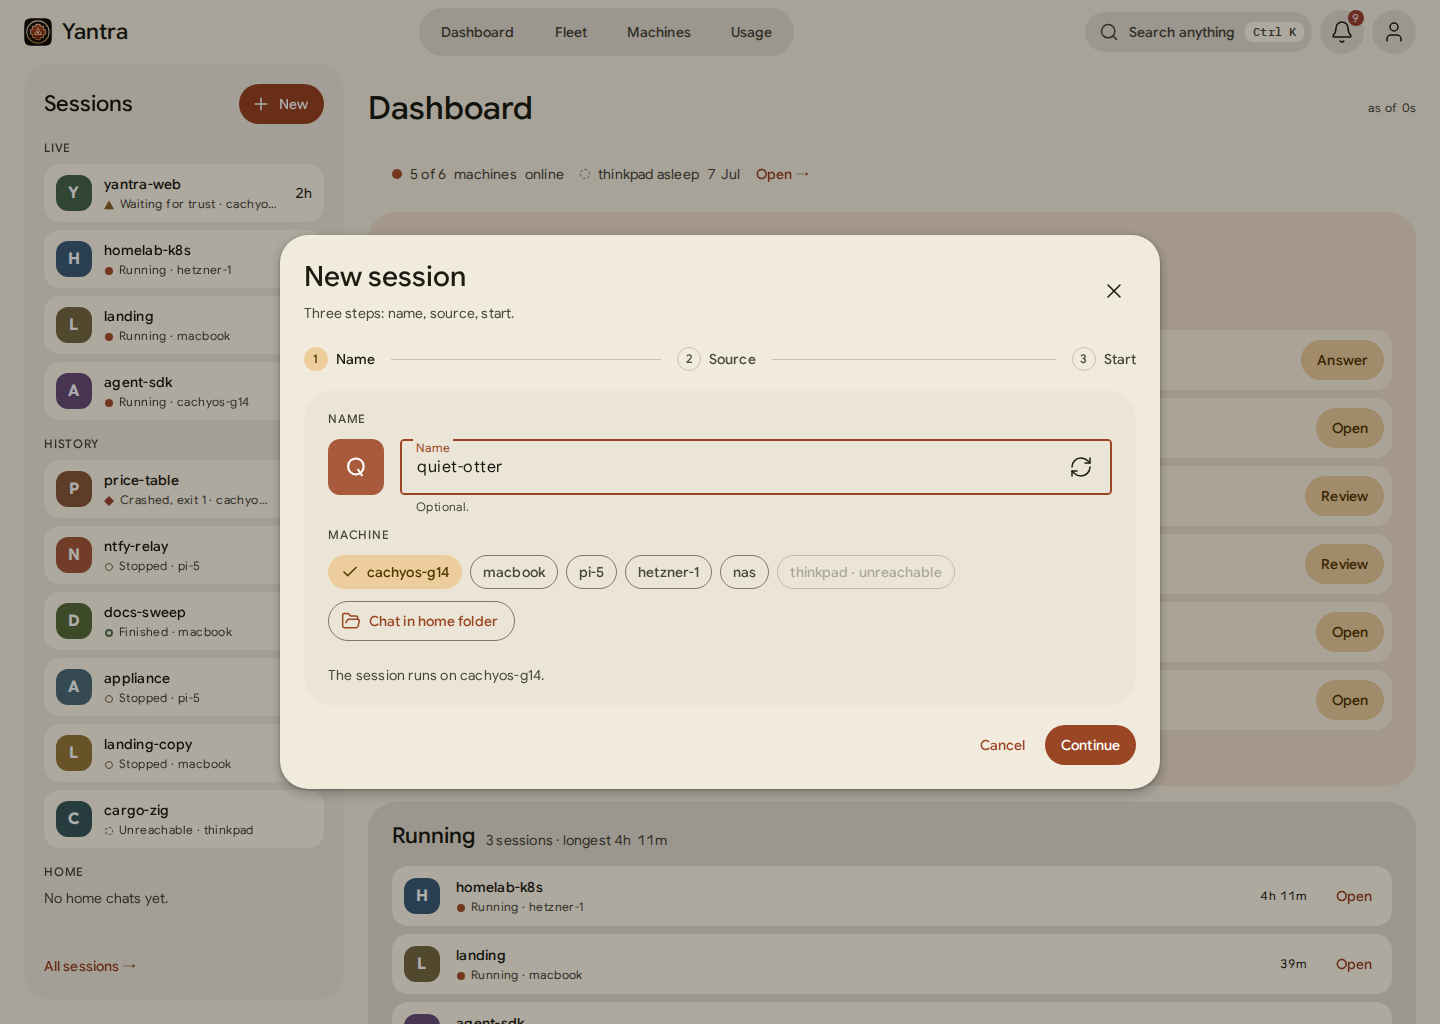 Yantra
Dashboard Fleet Machines Usage
Search anything Ctrl K
9
Sessions
New
LIVE
Y
yantra-web
Waiting for trust · cachyo...
2h
H
homelab-k8s
Running · hetzner-1
L
landing
Running · macbook
A
agent-sdk
Running · cachyos-g14
HISTORY
P
price-table
Crashed, exit 1 · cachyo...
N
ntfy-relay
Stopped · pi-5
D
docs-sweep
Finished · macbook
A
appliance
Stopped · pi-5
L
landing-copy
Stopped · macbook
C
cargo-zig
Unreachable · thinkpad
HOME
No home chats yet.
All sessions →
Dashboard
as of 0s
5 of 6 machines online thinkpad asleep 7 Jul Open →
Answer
Open
Review
Review
Open
Open
New session
Three steps: name, source, start.
1 Name 2 Source 3 Start
NAME
Q
Name
quiet-otter
Optional.
MACHINE
cachyos-g14 macbook pi-5 hetzner-1 nas thinkpad · unreachable
Chat in home folder
The session runs on cachyos-g14.
Cancel Continue
Running 3 sessions · longest 4h 11m
H
homelab-k8s
Running · hetzner-1
4h 11m Open
L
landing
Running · macbook
39m Open
agent-sdk